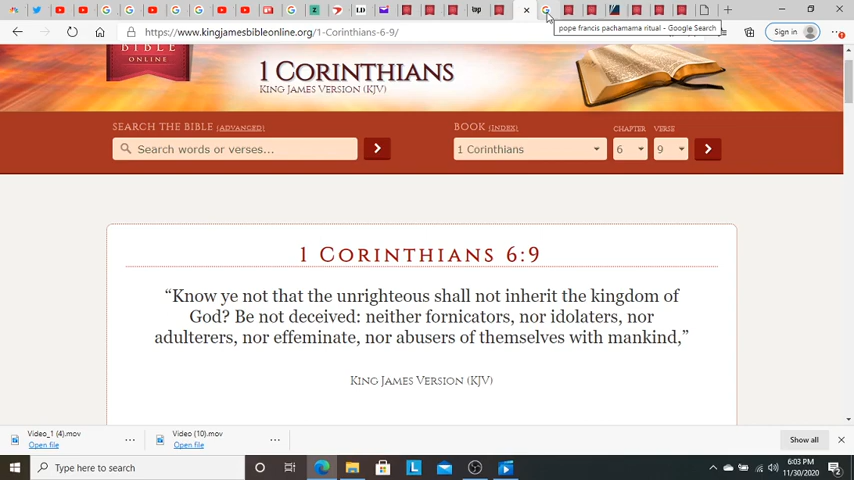 pope francis pachamama ritual - Google Search
https://www.kingjamesbibleonline.org/1-Corinthians-6-9/
Sign in
BIBLE
ONLINE
1 CORINTHIANS
KING JAMES VERSION (KJV)
SEARCH THE BIBLE (ADVANCED)
BOOK (INDEX)
CHAPTER
VERSE
Search words or verses...
1 Corinthians
6
9
1 CORINTHIANS 6:9
“Know ye not that the unrighteous shall not inherit the kingdom of
God? Be not deceived: neither fornicators, nor idolaters, nor
adulterers, nor effeminate, nor abusers of themselves with mankind,”
KING JAMES VERSION (KJV)
Video_1 (4).mov
Open file
Video (10).mov
Open file
Show all
Type here to search
6:03 PM
11/30/2020
2